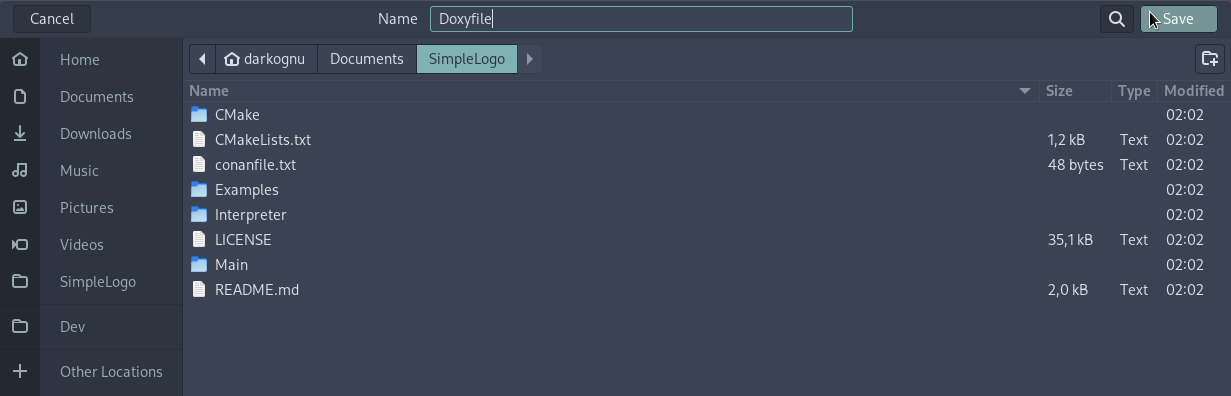 Cancel Name Doxyfile Save
Home
Documents
Downloads
Music
Pictures
Videos
SimpleLogo
Dev
Other Locations
darkognu Documents SimpleLogo
Name Size Type Modified
CMake 02:02
CMakeLists.txt 1,2 kB Text 02:02
conanfile.txt 48 bytes Text 02:02
Examples 02:02
Interpreter 02:02
LICENSE 35,1 kB Text 02:02
Main 02:02
README.md 2,0 kB Text 02:02